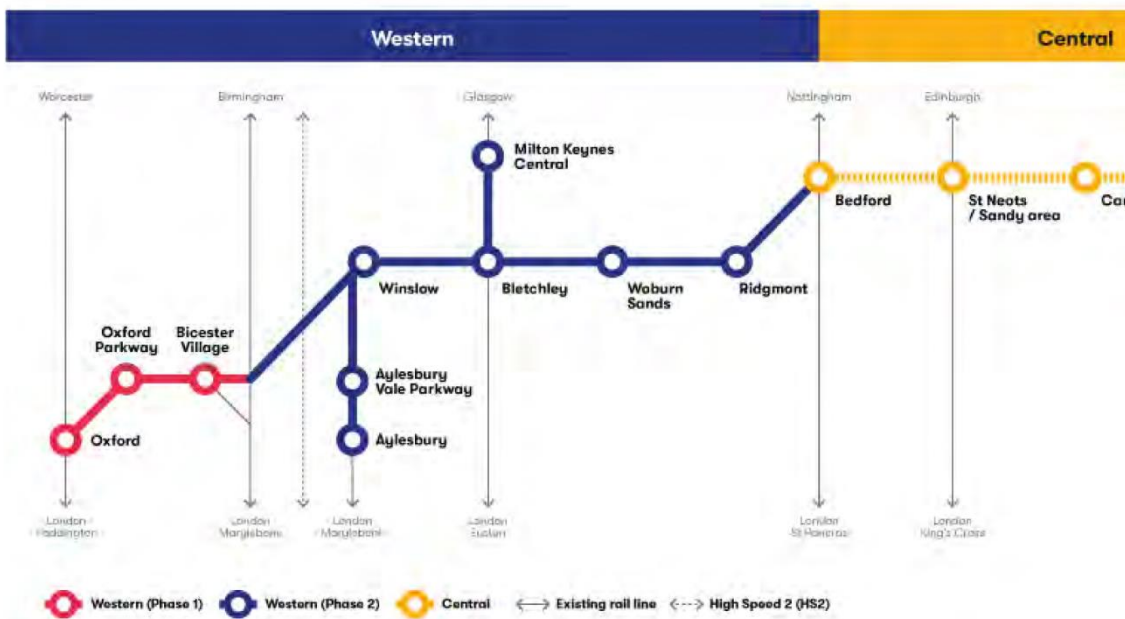 Western
Central
Worcester
Birmingham
Glasgow
Nottingham
Edinburgh
Milton Keynes
Central
Bedford
St Neots
/ Sandy area
Ca
Winslow
Bletchley
Woburn
Sands
Ridgmont
Oxford
Parkway
Bicester
Village
Aylesbury
Vale Parkway
Oxford
Aylesbury
London
Paddington
London
Marylebone
London
Marylebone
London
Euston
London
St Pancras
London
King's Cross
Western (Phase 1)
Western (Phase 2)
Central
Existing rail line
High Speed 2 (HS2)